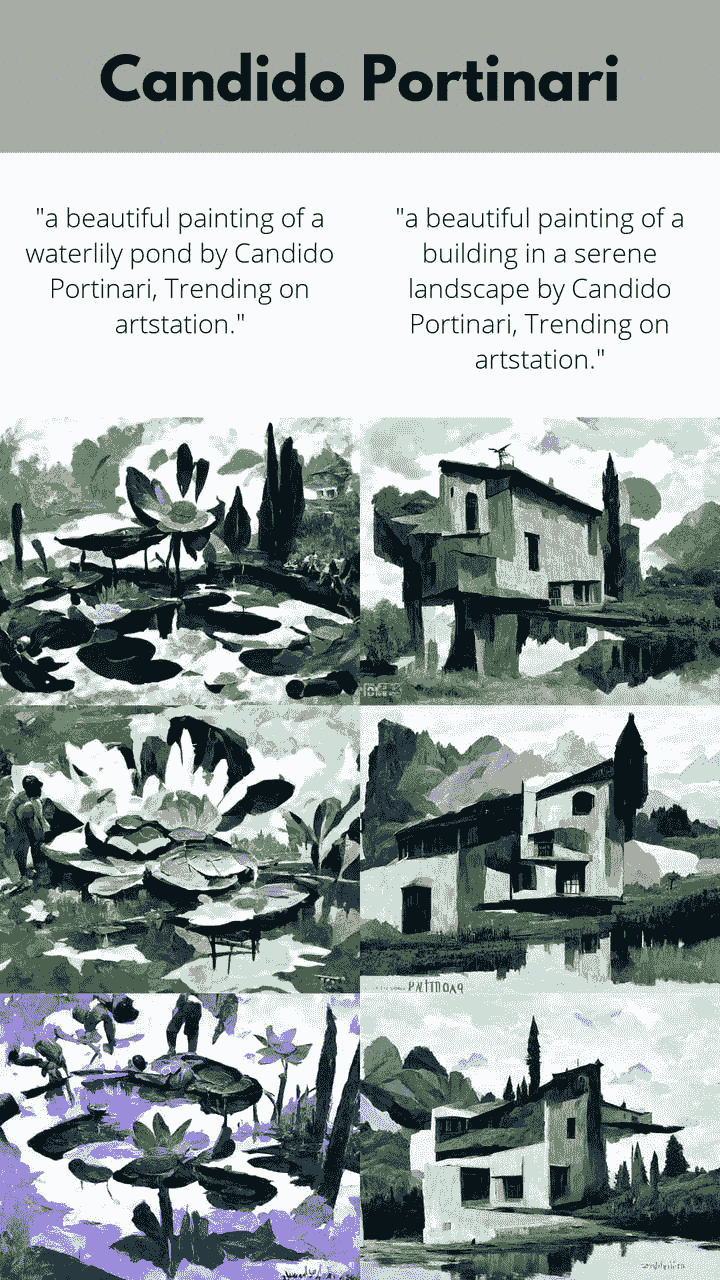 Candido Portinari
"a beautiful painting of a
waterlily pond by Candido
Portinari, Trending on
artstation."
"a beautiful painting of a
building in a serene
landscape by Candido
Portinari, Trending on
artstation."